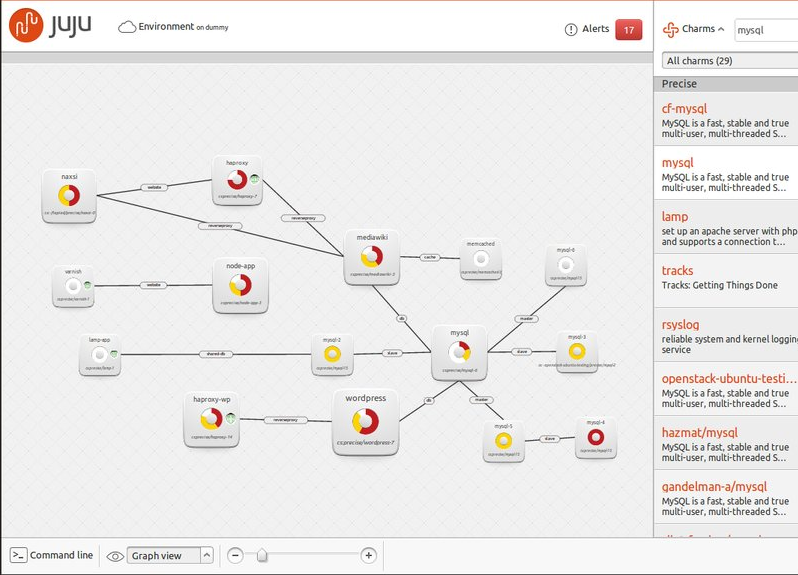 juju
Environment on dummy
Alerts
17
Charms
mysql
All charms (29)
Precise
cf-mysql
MySQL is a fast, stable and true
multi-user, multi-threaded S...
mysql
MySQL is a fast, stable and true
multi-user, multi-threaded S...
lamp
set up an apache server with php
and supports a connection t...
tracks
Tracks: Getting Things Done
rsyslog
reliable system and kernel logging
service
openstack-ubuntu-testi...
MySQL is a fast, stable and true
multi-user, multi-threaded S...
hazmat/mysql
MySQL is a fast, stable and true
multi-user, multi-threaded S...
gandelman-a/mysql
MySQL is a fast, stable and true
multi-user, multi-threaded S...
naxsi
website
haproxy
cs:precise/haproxy-7
reverseproxy
reverseproxy
mediawiki
cache
memcached
mysql-6
varnish
website
node-app
db
master
lamp-app
shared-db
mysql-2
slave
mysql
slave
mysql-3
haproxy-wp
reverseproxy
wordpress
cs:precise/wordpress-7
db
master
mysql-5
slave
mysql-4
>_ Command line
Graph view